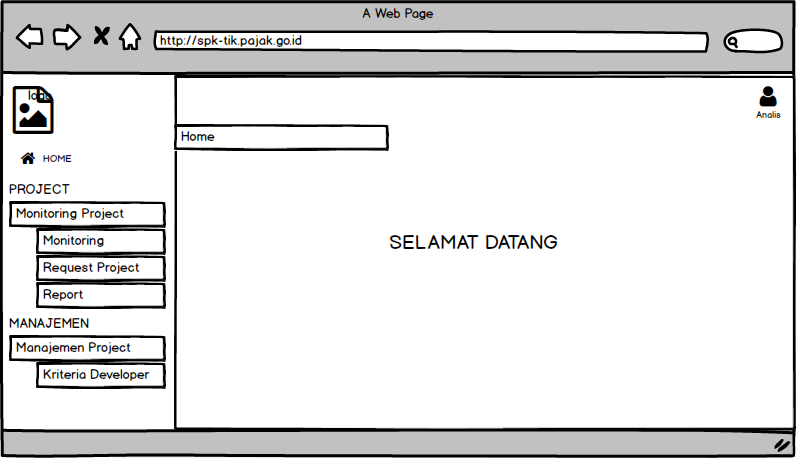 A Web Page
http://spk-tik.pajak.go.id
logo
Analis
Home
HOME
PROJECT
Monitoring Project
Monitoring
Request Project
Report
MANAJEMEN
Manajemen Project
Kriteria Developer
SELAMAT DATANG